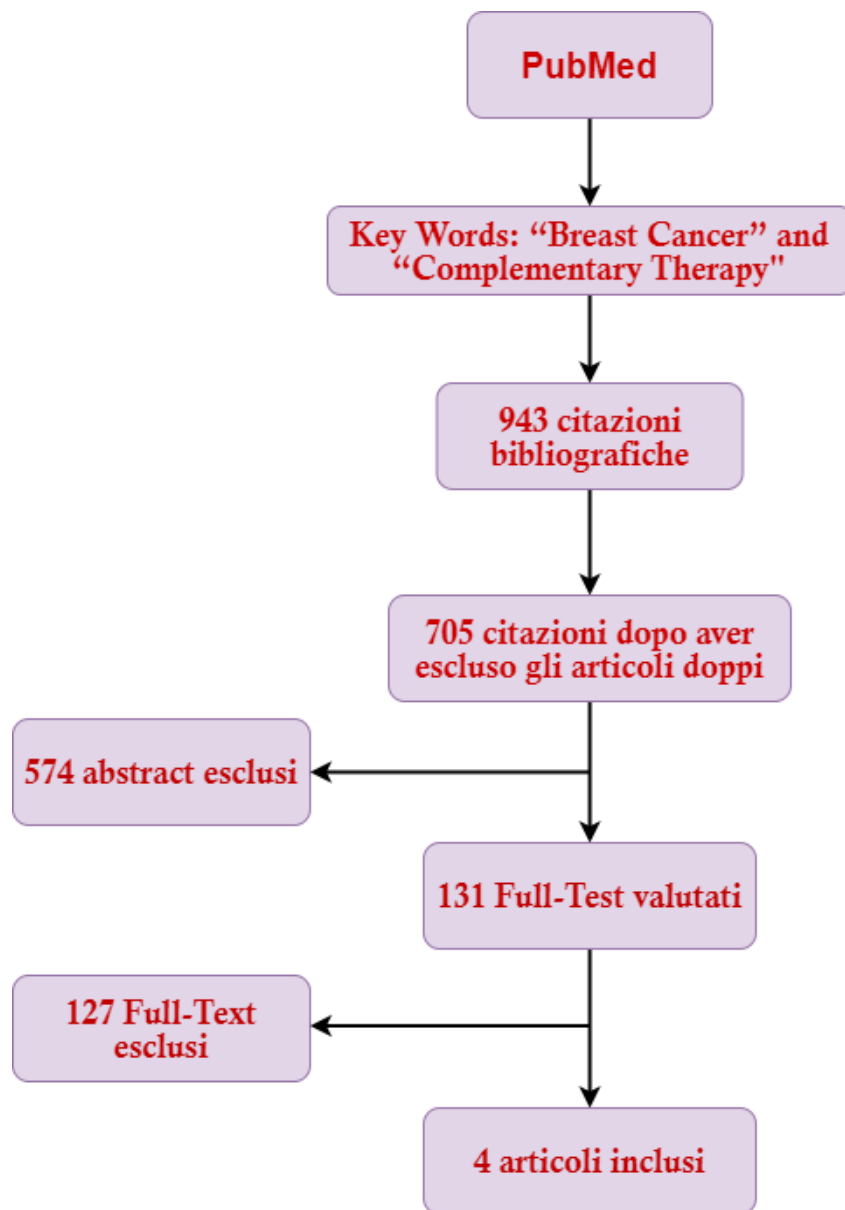 PubMed
Key Words: “Breast Cancer” and
“Complementary Therapy"
943 citazioni
bibliografiche
705 citazioni dopo aver
escluso gli articoli doppi
574 abstract esclusi
131 Full-Test valutati
127 Full-Text
esclusi
4 articoli inclusi